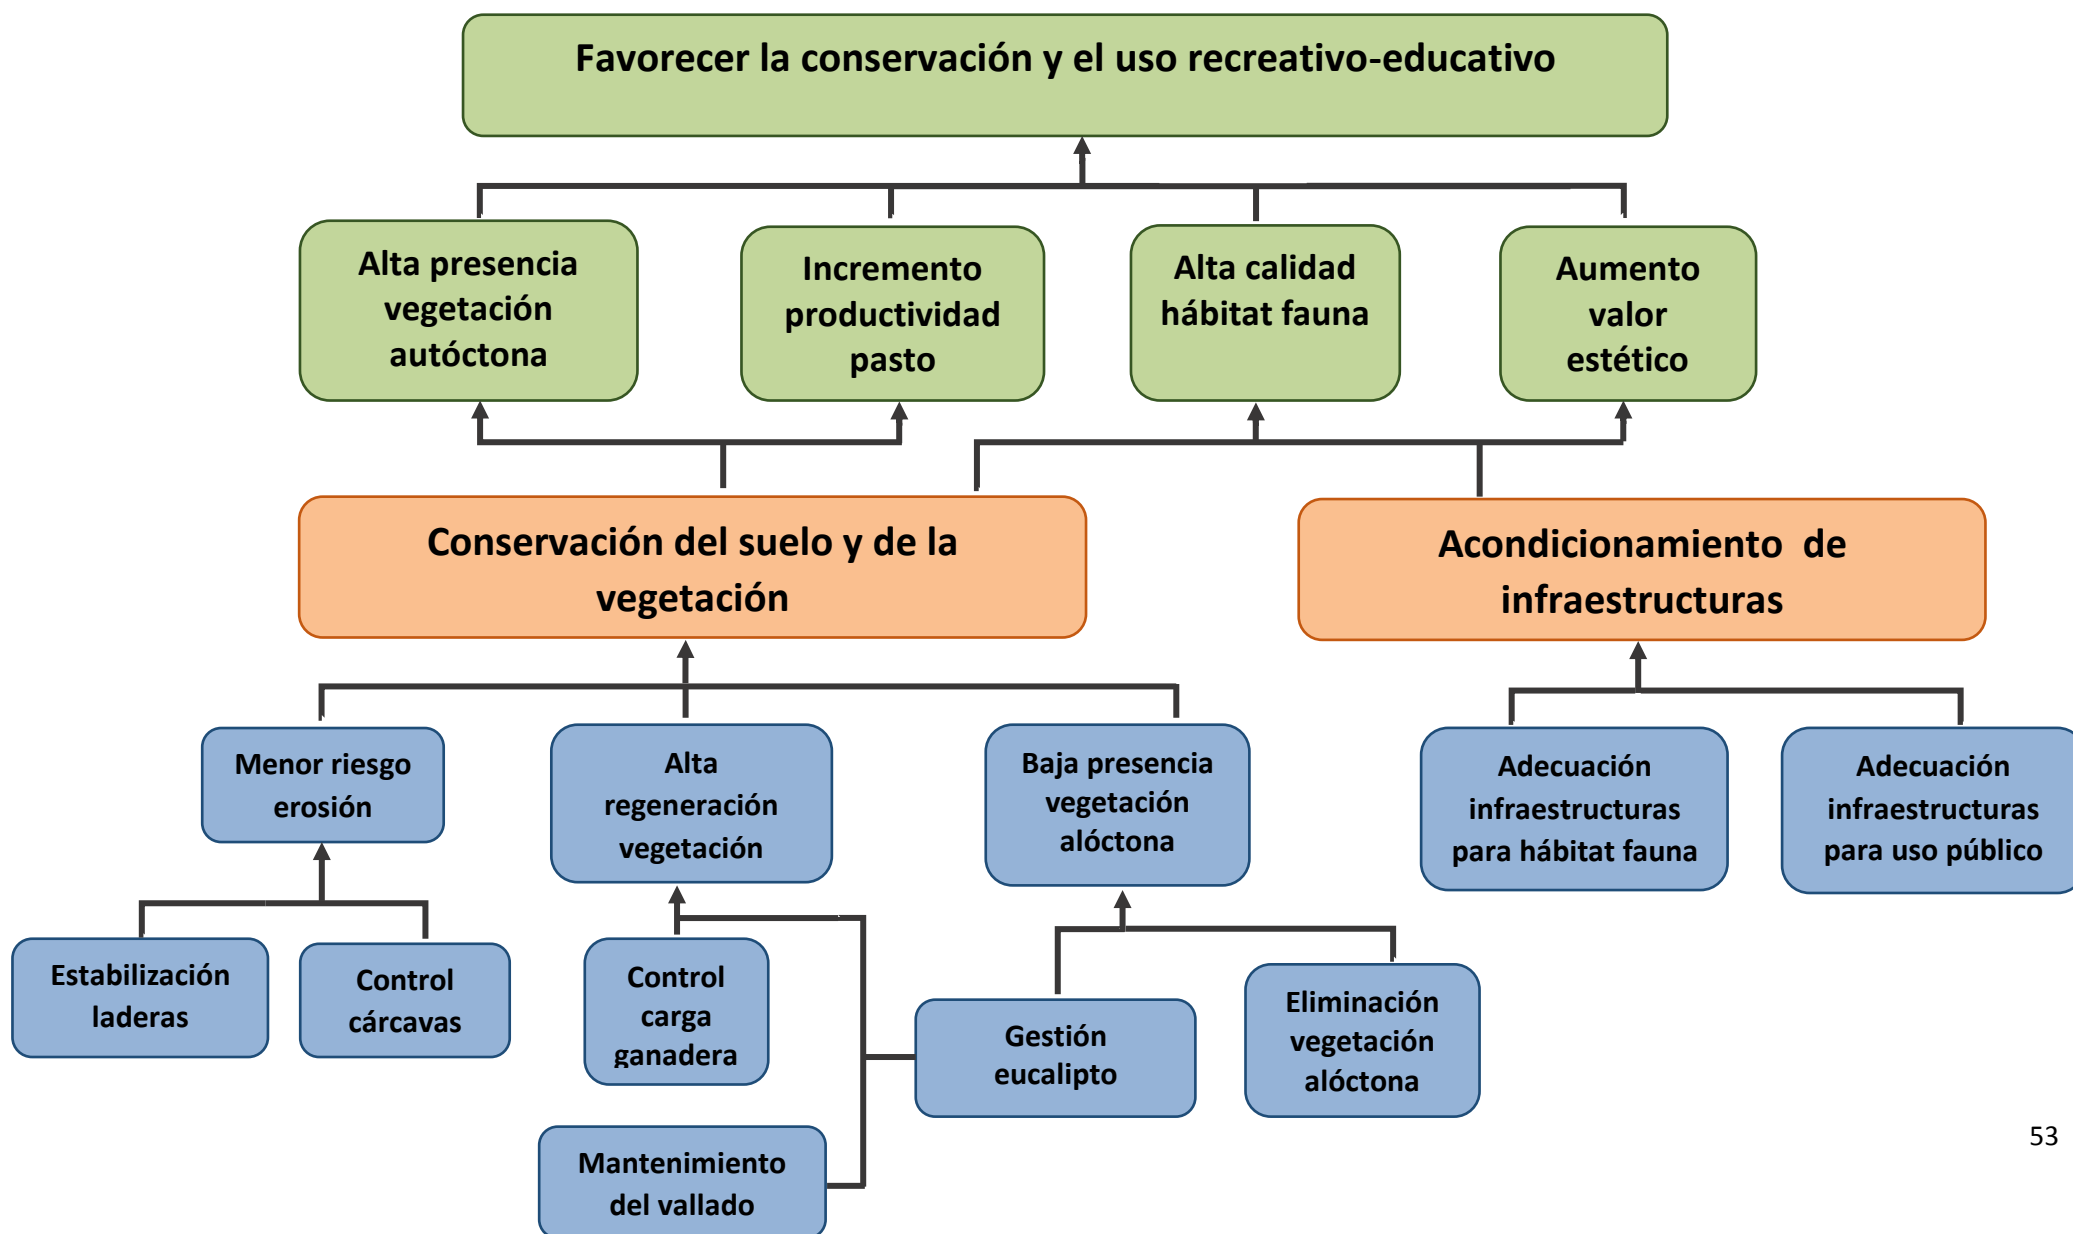 Favorecer la conservación y el uso recreativo-educativo
Alta presencia
vegetación
autóctona
Incremento
productividad
pasto
Alta calidad
hábitat fauna
Aumento
valor
estético
Conservación del suelo y de la
vegetación
Acondicionamiento de
infraestructuras
Menor riesgo
erosión
Alta
regeneración
vegetación
Baja presencia
vegetación
alóctona
Adecuación
infraestructuras
para hábitat fauna
Adecuación
infraestructuras
para uso público
Estabilización
laderas
Control
cárcavas
Control
carga
ganadera
Gestión
eucalipto
Eliminación
vegetación
alóctona
Mantenimiento
del vallado
53